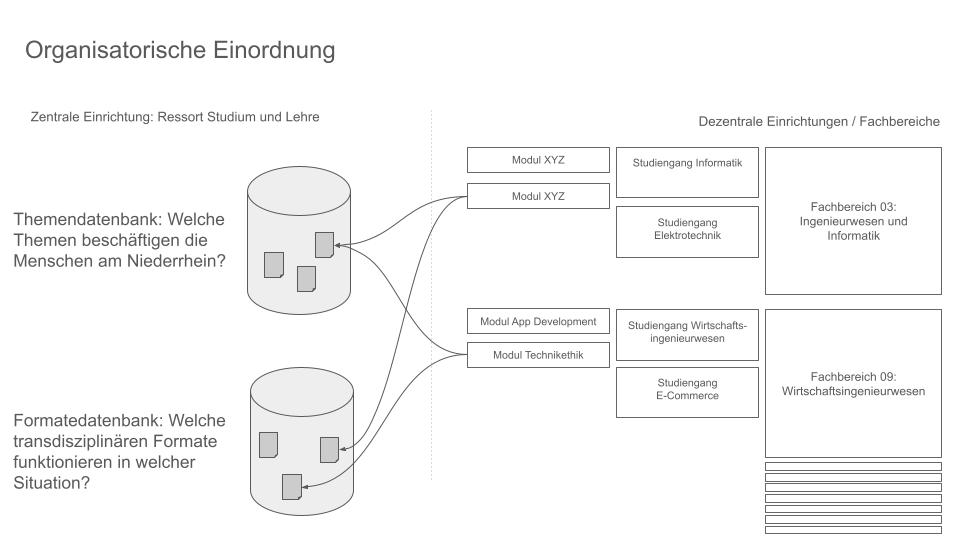 Organisatorische Einordnung
Zentrale Einrichtung: Ressort Studium und Lehre
Dezentrale Einrichtungen / Fachbereiche
Themendatenbank: Welche
Themen beschäftigen die
Menschen am Niederrhein?
Formatedatenbank: Welche
transdisziplinären Formate
funktionieren in welcher
Situation?
Modul XYZ
Modul XYZ
Studiengang Informatik
Studiengang
Elektrotechnik
Fachbereich 03:
Ingenieurwesen und
Informatik
Modul App Development
Modul Technikethik
Studiengang Wirtschafts-
ingenieurwesen
Studiengang
E-Commerce
Fachbereich 09:
Wirtschaftsingenieurwesen